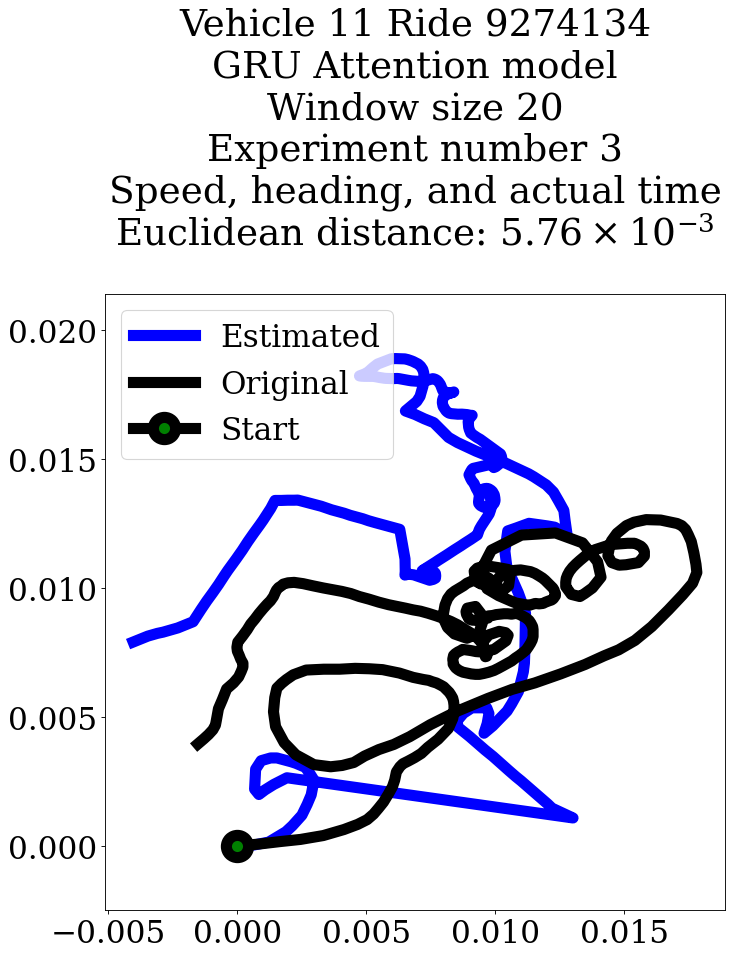 Vehicle 11 Ride 9274134
GRU Attention model
Window size 20
Experiment number 3
Speed, heading, and actual time
Euclidean distance: 5.76 × 10⁻³
Estimated
Original
Start
0.020
0.015
0.010
0.005
0.000
−0.005 0.000 0.005 0.010 0.015